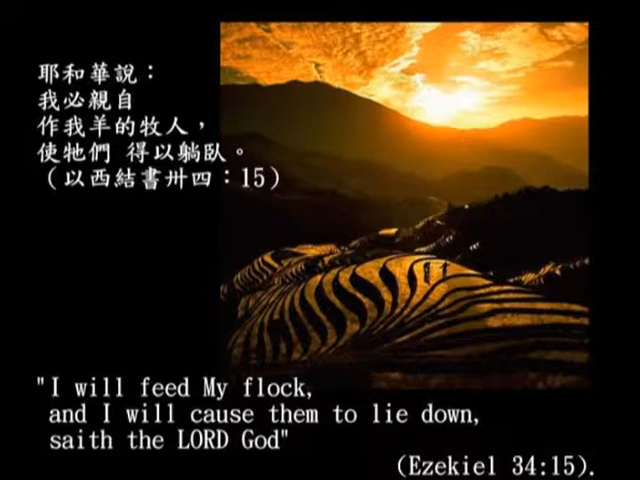 耶和華說：
我必親自
作我羊的牧人，
使牠們 得以躺臥。
（以西結書卅四：15）
"I will feed My flock,
and I will cause them to lie down,
saith the LORD God"
(Ezekiel 34:15).